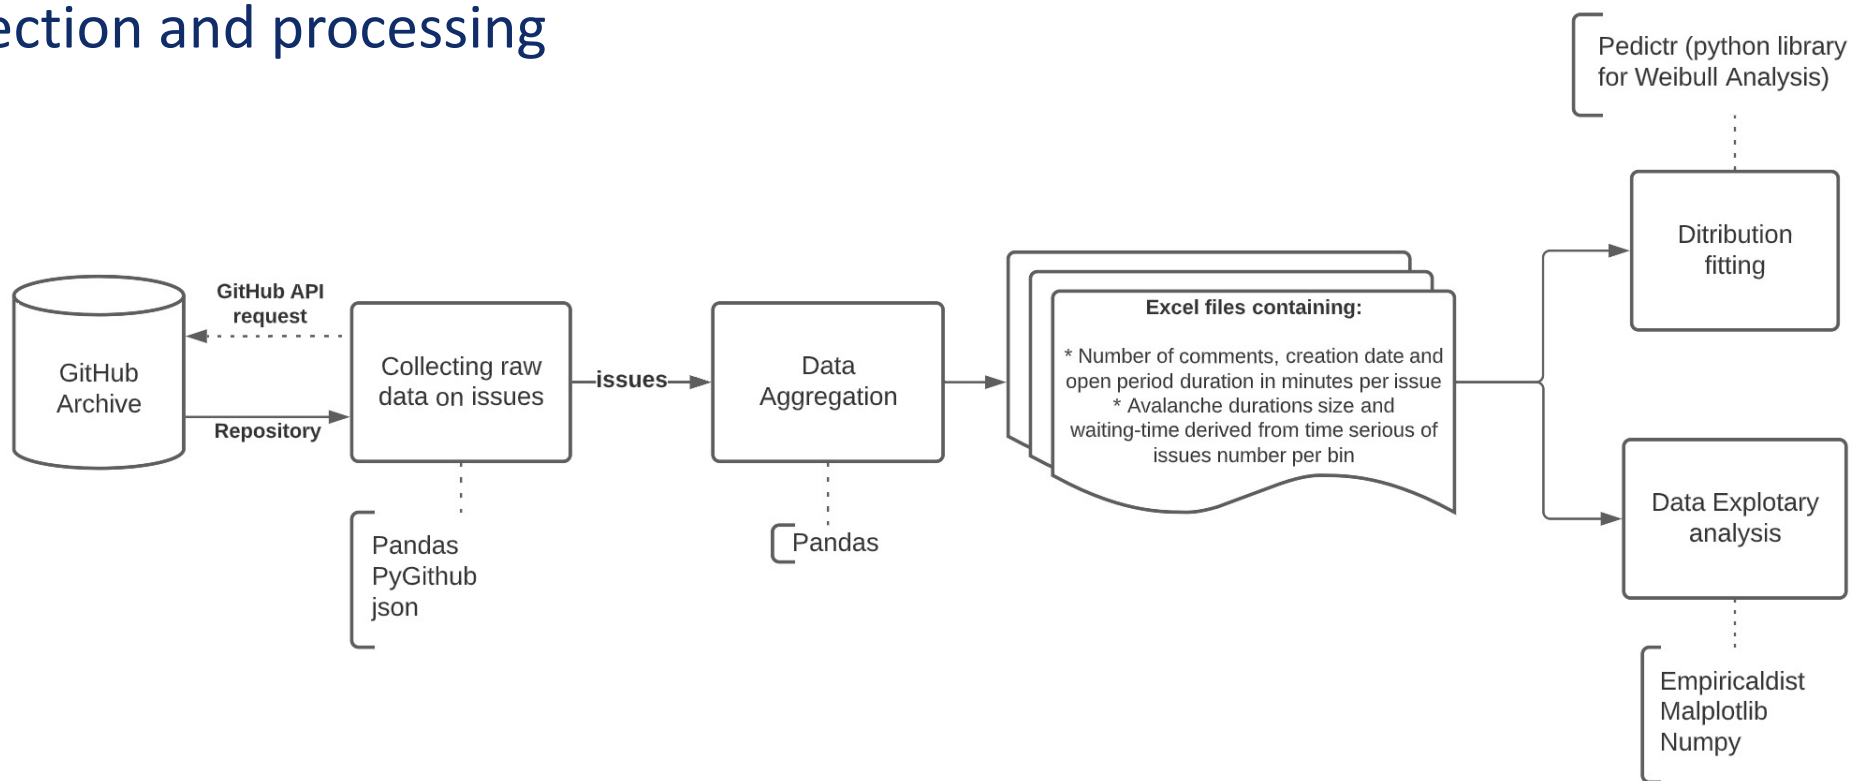 ection and processing
Pedictr (python library
for Weibull Analysis)
Ditribution
fitting
GitHub
Archive
GitHub API
request
Repository
Collecting raw
data on issues
issues
Data
Aggregation
Excel files containing:
* Number of comments, creation date and
open period duration in minutes per issue
* Avalanche durations size and
waiting-time derived from time serious of
issues number per bin
Data Explotary
analysis
Pandas
PyGithub
json
Pandas
Empiricaldist
Malplotlib
Numpy